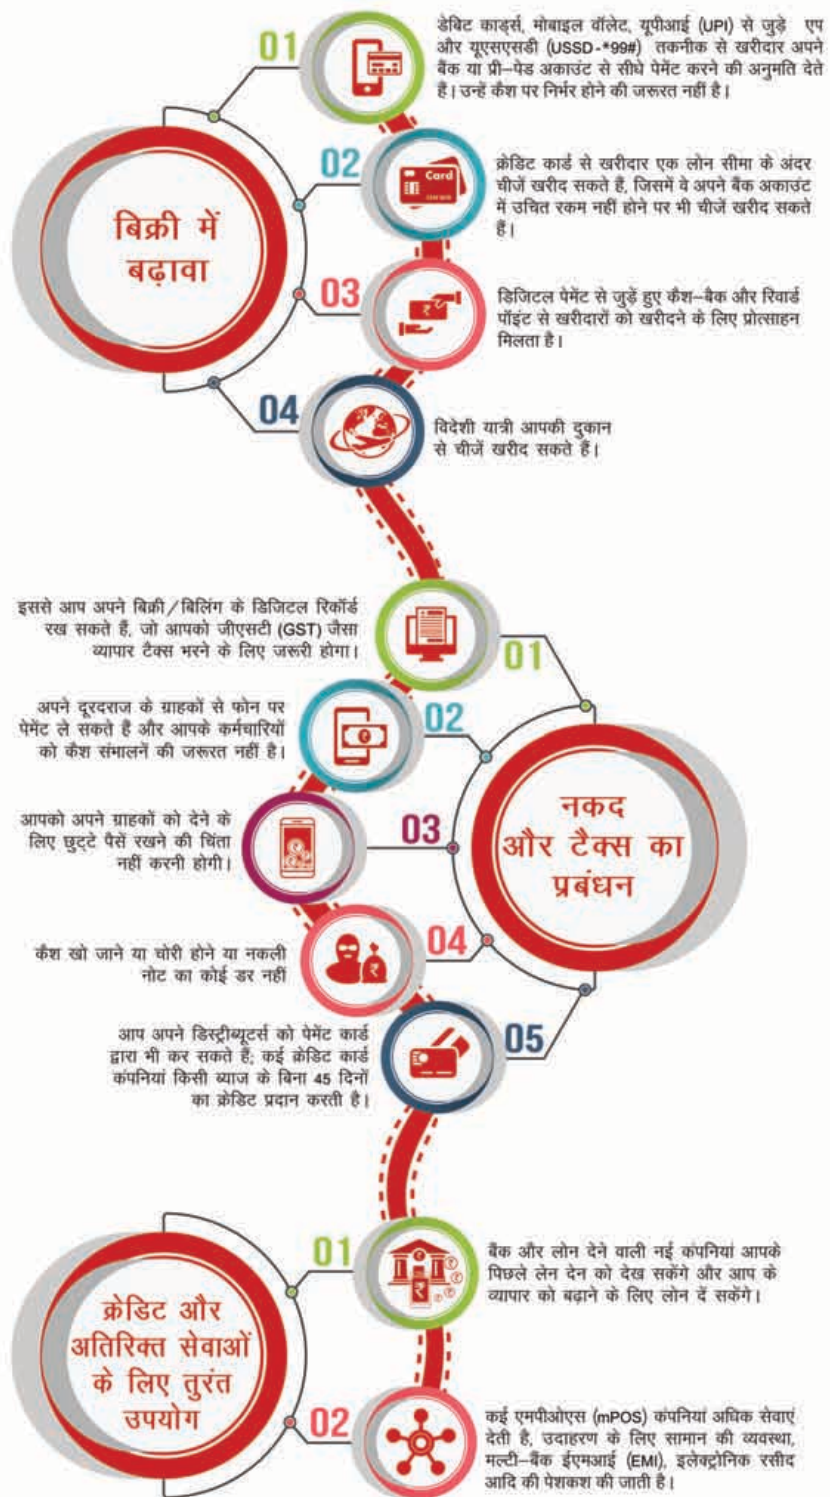 01
डेबिट कार्ड्स, मोबाइल वॉलेट, यूपीआई (UPI) से जुड़े एप
और यूएसएसडी (USSD-*99#) तकनीक से खरीदार अपने
बैंक या प्री–पेड अकाउंट से सीधे पेमेंट करने की अनुमति देते
हैं। उन्हें कैश पर निर्भर होने की जरूरत नहीं है।
बिक्री में
बढ़ावा
02
Card
क्रेडिट कार्ड से खरीदार एक लोन सीमा के अंदर
चीजें खरीद सकते हैं, जिसमें वे अपने बैंक अकाउंट
में उचित रकम नहीं होने पर भी चीजें खरीद सकते
हैं।
03
डिजिटल पेमेंट से जुड़ें हुए कैश–बैक और रिवार्ड
पॉइंट से खरीदारों को खरीदने के लिए प्रोत्साहन
मिलता है।
04
विदेशी यात्री आपकी दुकान
से चीजें खरीद सकते हैं।
इससे आप अपने बिक्री/बिलिंग के डिजिटल रिकॉर्ड
रख सकते हैं, जो आपको जीएसटी (GST) जैसा
व्यापार टैक्स भरने के लिए जरूरी होगा।
01
अपने दूरदराज के ग्राहकों से फोन पर
पेमेंट ले सकते हैं और आपके कर्मचारियों
को कैश संमालनें की जरूरत नहीं है।
02
नकद
और टैक्स का
प्रबंधन
आपको अपने ग्राहकों को देने के
लिए छुट्टे पैसें रखने की चिंता
नहीं करनी होगी।
03
कैश खो जाने या चोरी होने या नकली
नोट का कोई डर नहीं
04
आप अपने डिस्ट्रीब्यूटर्स को पेमेंट कार्ड
द्वारा भी कर सकते हैं; कई क्रेडिट कार्ड
कंपनियां किसी ब्याज के बिना 45 दिनों
का क्रेडिट प्रदान करती है।
05
क्रेडिट और
अतिरिक्त सेवाओं
के लिए तुरंत
उपयोग
01
बैंक और लोन देने वाली नई कंपनियां आपके
पिछले लेन देन को देख सकेंगे और आप के
व्यापार को बढ़ाने के लिए लोन दें सकेंगे।
02
कई एमपीओएस (mPOS) कंपनियां अधिक सेवाएं
देती है, उदाहरण के लिए सामान की व्यवस्था,
मल्टी–बैंक ईएमआई (EMI), इलेक्ट्रोनिक रसीद
आदि की पेशकश की जाती है।